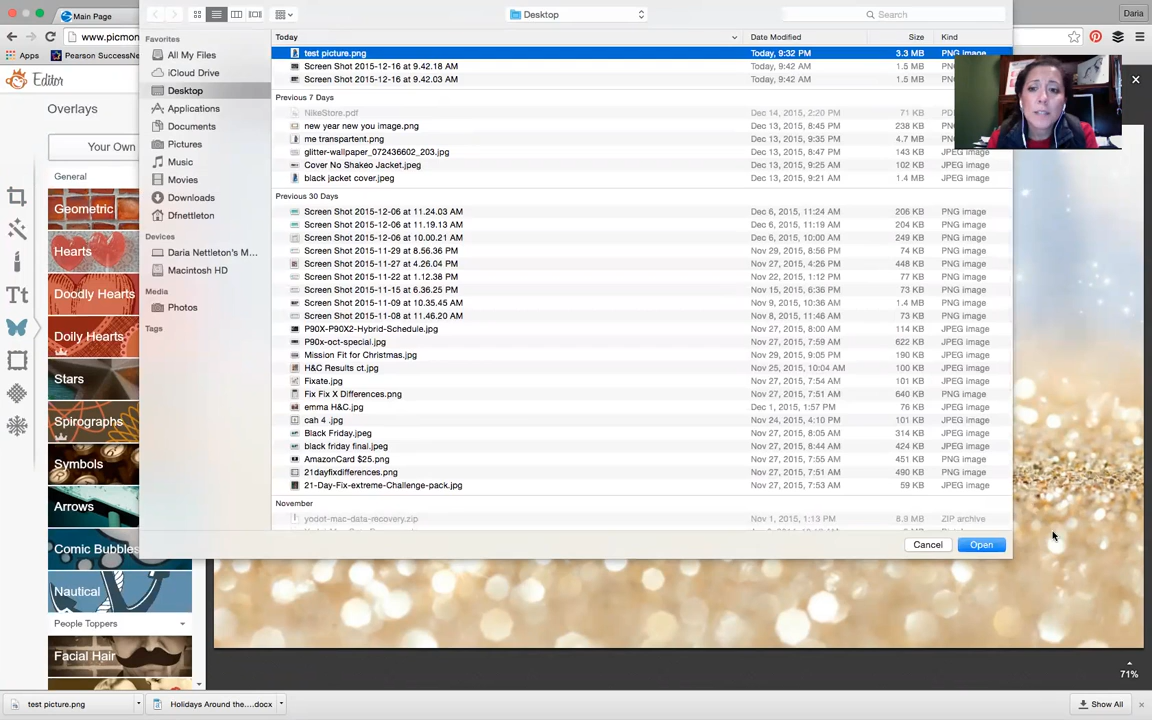 Main Page
Daria
www.picmon
Apps
Pearson SuccessNe
Editor
Overlays
Your Own
General
Geometric
Hearts
Doodly Hearts
Doily Hearts
Stars
Spirographs
Symbols
Arrows
Comic Bubbles
Nautical
People Toppers
Facial Hair
Desktop
Search
Favorites
All My Files
iCloud Drive
Desktop
Applications
Documents
Pictures
Music
Movies
Downloads
Dfnettleton
Devices
Daria Nettleton's M...
Macintosh HD
Media
Photos
Tags
Today
Date Modified
Size
Kind
test picture.png Today, 9:32 PM 3.3 MB PNG image
Screen Shot 2015-12-16 at 9.42.18 AM Today, 9:42 AM 1.5 MB
Screen Shot 2015-12-16 at 9.42.03 AM Today, 9:42 AM 1.5 MB
Previous 7 Days
NikeStore.pdf Dec 14, 2015, 2:20 PM 71 KB
new year new you image.png Dec 13, 2015, 8:45 PM 238 KB
me transpartent.png Dec 13, 2015, 9:35 PM 4.7 MB
glitter-wallpaper_072436602_203.jpg Dec 13, 2015, 8:47 PM 163 KB JPEG image
Cover No Shakeo Jacket.jpeg Dec 13, 2015, 9:25 AM 102 KB JPEG image
black jacket cover.jpeg Dec 13, 2015, 9:21 AM 1.4 MB JPEG image
Previous 30 Days
Screen Shot 2015-12-06 at 11.24.03 AM Dec 6, 2015, 11:24 AM 206 KB PNG image
Screen Shot 2015-12-06 at 11.19.13 AM Dec 6, 2015, 11:19 AM 204 KB PNG image
Screen Shot 2015-12-06 at 10.00.21 AM Dec 6, 2015, 10:00 AM 249 KB PNG image
Screen Shot 2015-11-29 at 8.56.36 PM Nov 29, 2015, 8:56 PM 74 KB PNG image
Screen Shot 2015-11-27 at 4.26.04 PM Nov 27, 2015, 4:26 PM 448 KB PNG image
Screen Shot 2015-11-22 at 1.12.38 PM Nov 22, 2015, 1:12 PM 77 KB PNG image
Screen Shot 2015-11-15 at 6.36.25 PM Nov 15, 2015, 6:36 PM 73 KB PNG image
Screen Shot 2015-11-09 at 10.35.45 AM Nov 9, 2015, 10:36 AM 1.4 MB PNG image
Screen Shot 2015-11-08 at 11.46.20 AM Nov 8, 2015, 11:46 AM 73 KB PNG image
P90X-P90X2-Hybrid-Schedule.jpg Nov 27, 2015, 8:00 AM 114 KB JPEG image
P90x-oct-special.jpg Nov 27, 2015, 7:59 AM 622 KB JPEG image
Mission Fit for Christmas.jpg Nov 29, 2015, 9:05 PM 190 KB JPEG image
H&C Results ct.jpg Nov 25, 2015, 10:04 AM 100 KB JPEG image
Fixate.jpg Nov 27, 2015, 7:54 AM 101 KB JPEG image
Fix Fix X Differences.png Nov 27, 2015, 8:05 AM 640 KB PNG image
emma H&C.jpg Dec 1, 2015, 1:57 PM 76 KB JPEG image
cah 4 .jpg Nov 24, 2015, 4:10 PM 101 KB JPEG image
Black Friday.jpeg Nov 27, 2015, 8:05 AM 314 KB JPEG image
black friday final.jpeg Nov 27, 2015, 8:44 AM 424 KB JPEG image
AmazonCard $25.png Nov 27, 2015, 7:55 AM 451 KB PNG image
21dayfixdifferences.png Nov 27, 2015, 7:51 AM 490 KB PNG image
21-Day-Fix-extreme-Challenge-pack.jpg Nov 27, 2015, 7:53 AM 59 KB JPEG image
November
yodot-mac-data-recovery.zip Nov 1, 2015, 1:13 PM 8.9 MB ZIP archive
Cancel
Open
71%
test picture.png
Holidays Around the....docx
Show All